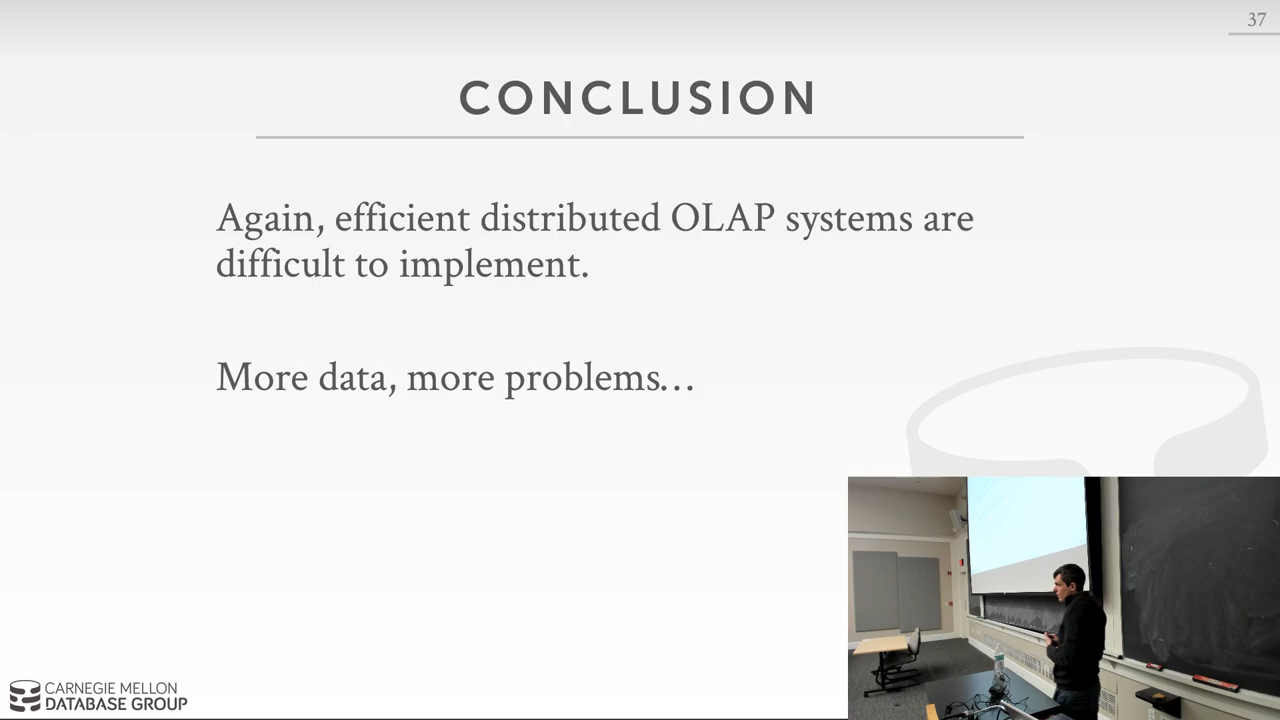 37
CONCLUSION
Again, efficient distributed OLAP systems are
difficult to implement.
More data, more problems…
CARNEGIE MELLON
DATABASE GROUP